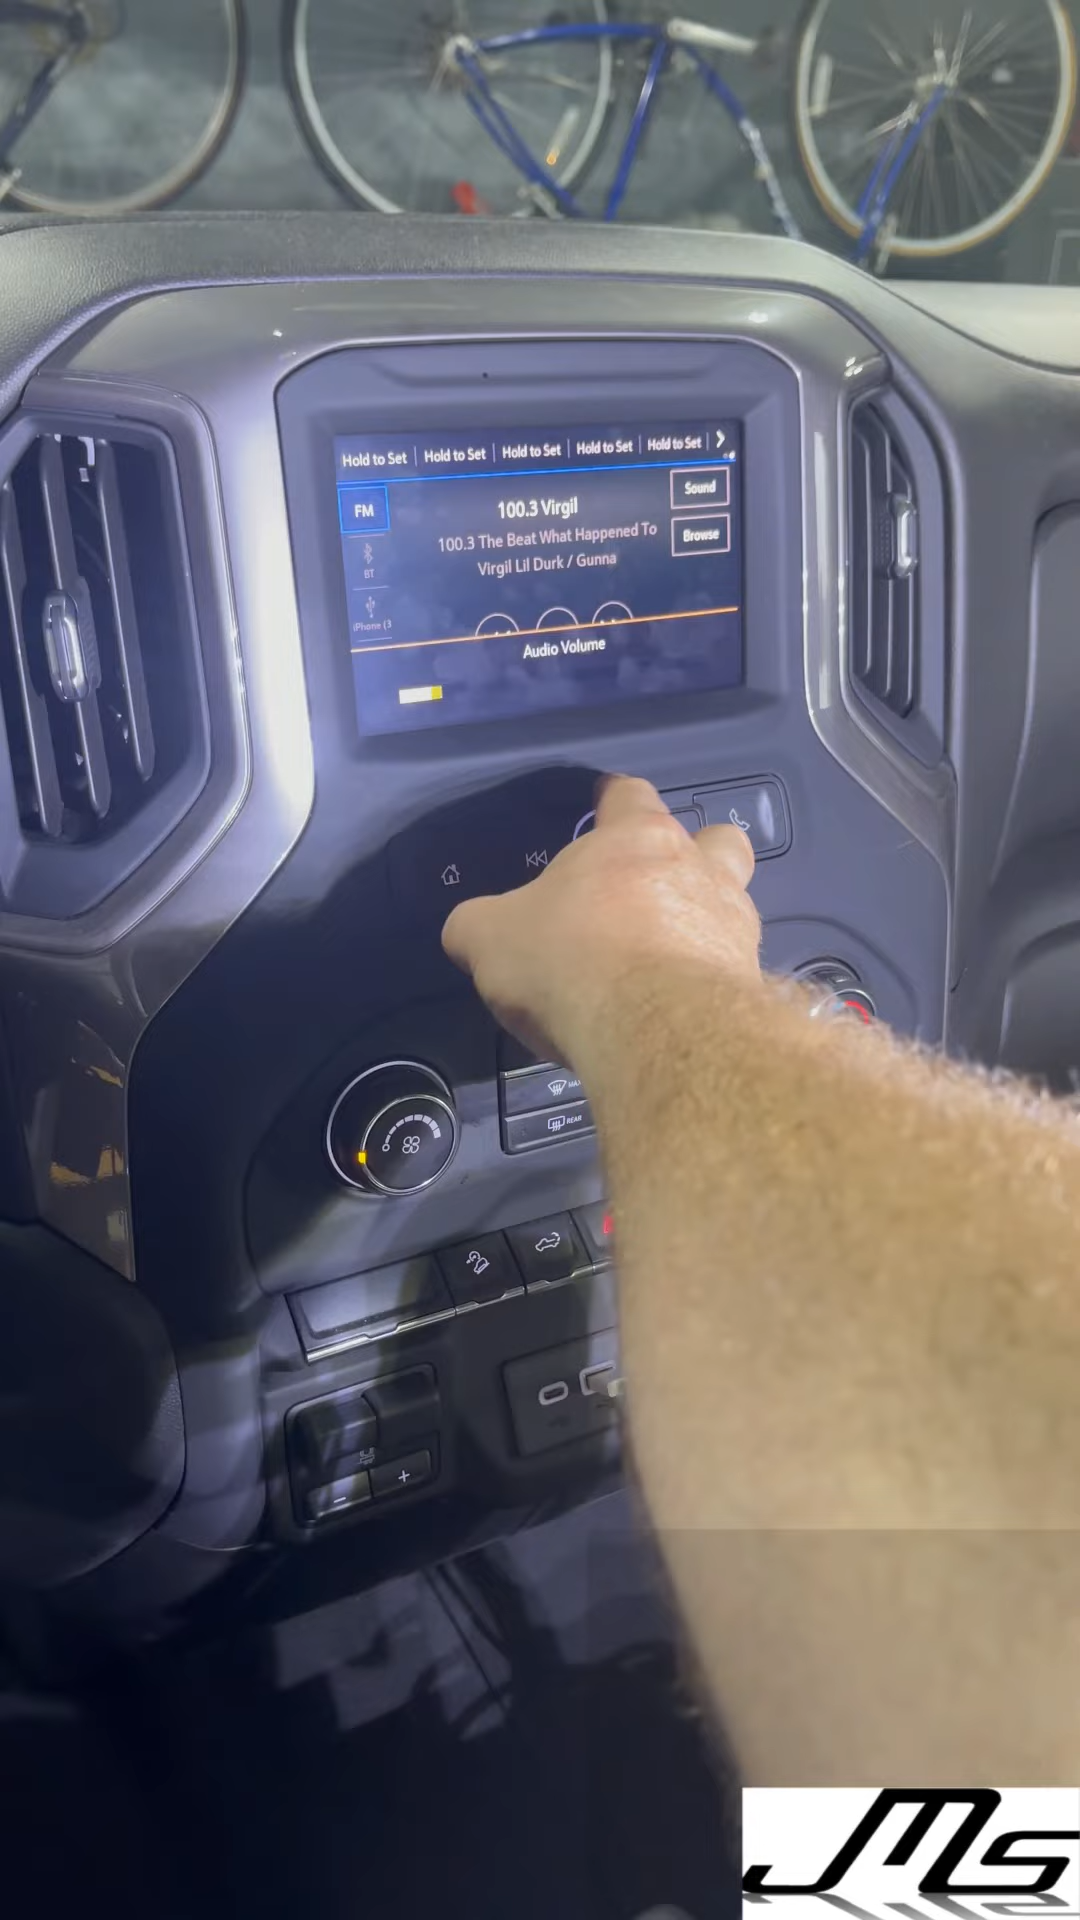 Hold to Set Hold to Set Hold to Set Hold to Set Hold to Set
Sound
FM
100.3 Virgil
Browse
100.3 The Beat What Happened To
Virgil Lil Durk / Gunna
BT
iPhone (3
Audio Volume
MAX
REAR
+
−
JMS